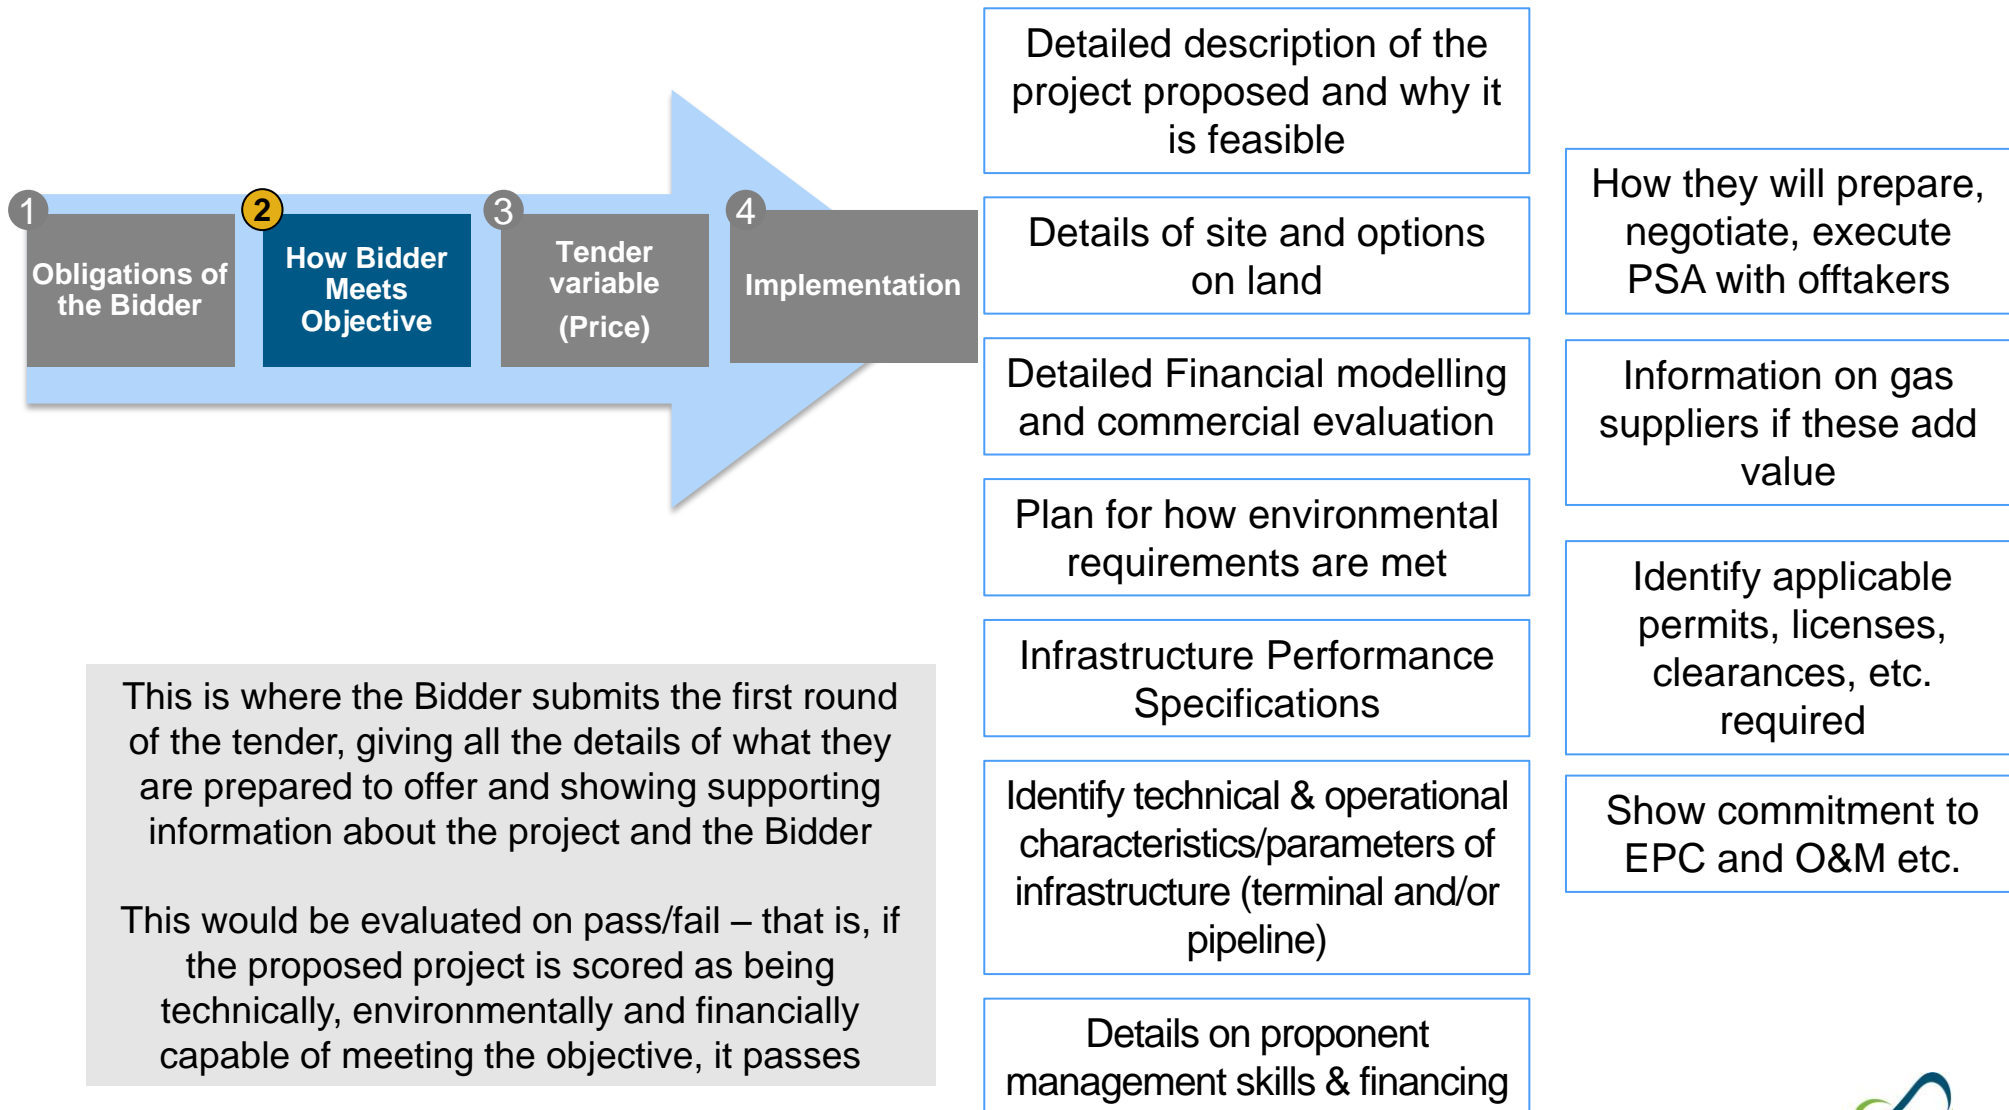 1
Obligations of
the Bidder
2
How Bidder
Meets
Objective
3
Tender
variable
(Price)
4
Implementation
This is where the Bidder submits the first round
of the tender, giving all the details of what they
are prepared to offer and showing supporting
information about the project and the Bidder
This would be evaluated on pass/fail – that is, if
the proposed project is scored as being
technically, environmentally and financially
capable of meeting the objective, it passes
Detailed description of the
project proposed and why it
is feasible
Details of site and options
on land
Detailed Financial modelling
and commercial evaluation
Plan for how environmental
requirements are met
Infrastructure Performance
Specifications
Identify technical & operational
characteristics/parameters of
infrastructure (terminal and/or
pipeline)
Details on proponent
management skills & financing
How they will prepare,
negotiate, execute
PSA with offtakers
Information on gas
suppliers if these add
value
Identify applicable
permits, licenses,
clearances, etc.
required
Show commitment to
EPC and O&M etc.